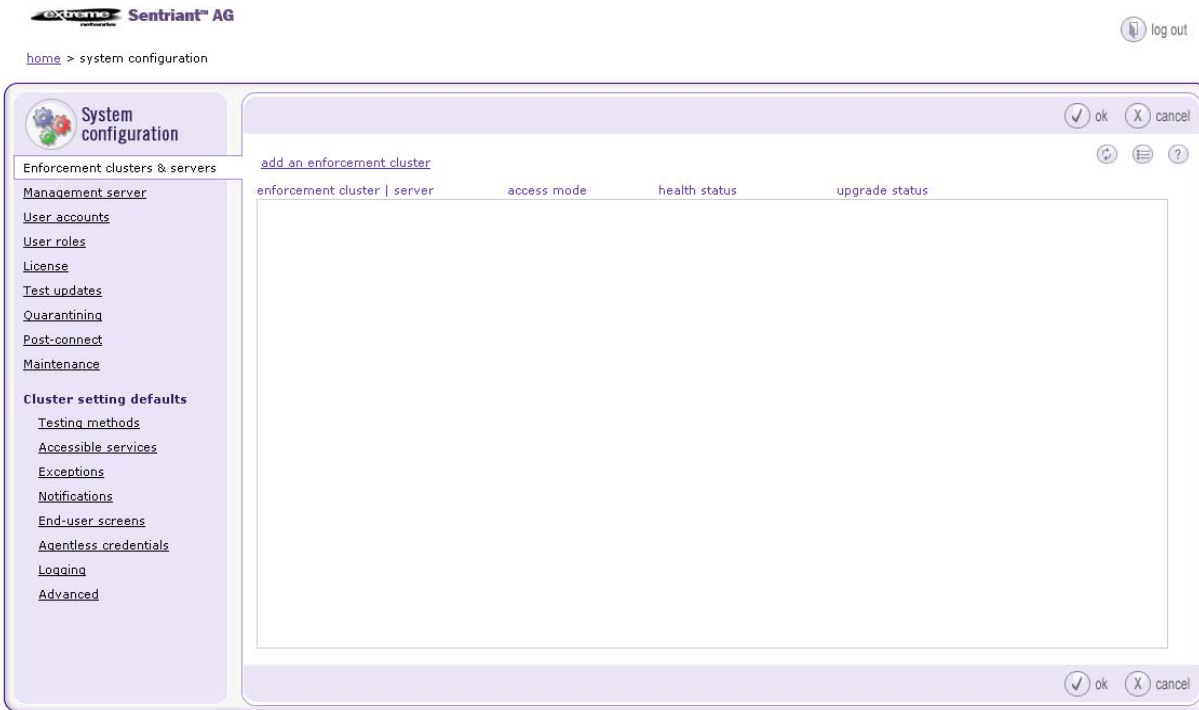 extreme networks Sentriant™ AG
log out
home > system configuration
System configuration
ok cancel
Enforcement clusters & servers
Management server
User accounts
User roles
License
Test updates
Quarantining
Post-connect
Maintenance
Cluster setting defaults
Testing methods
Accessible services
Exceptions
Notifications
End-user screens
Agentless credentials
Logging
Advanced
add an enforcement cluster
?
enforcement cluster | server access mode health status upgrade status
ok cancel